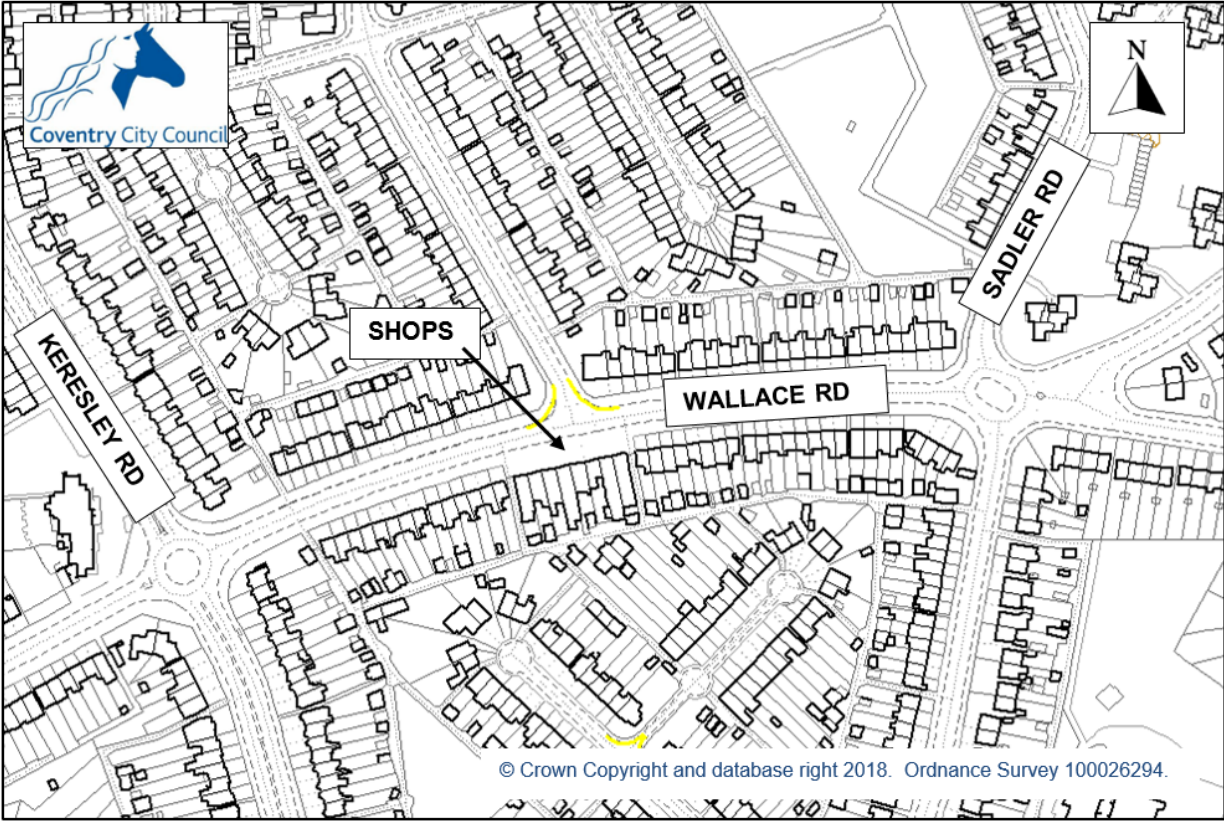 Coventry City Council
N
SADLER RD
SHOPS
KERESLEY RD
WALLACE RD
© Crown Copyright and database right 2018. Ordnance Survey 100026294.